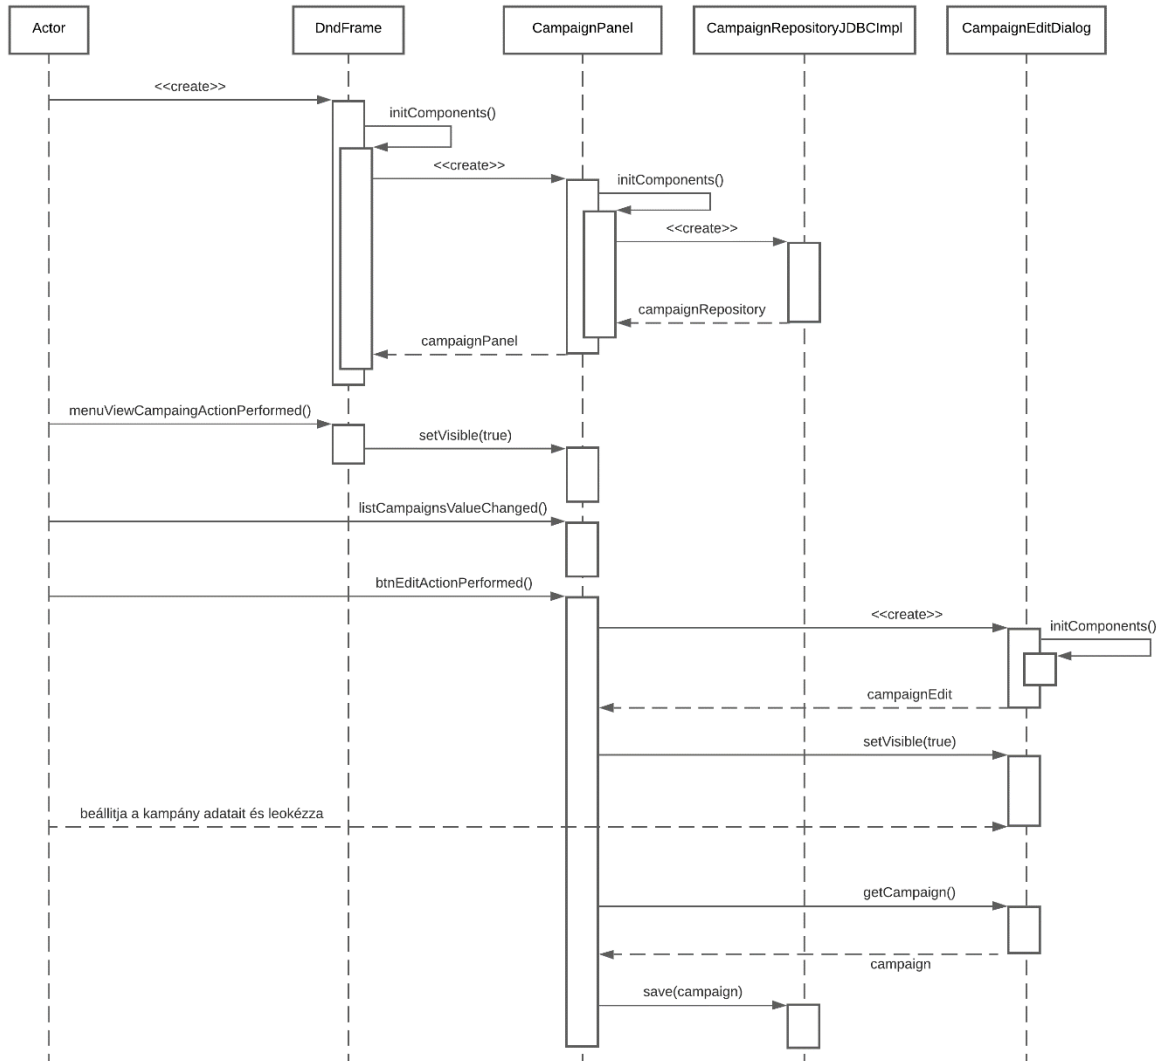 Actor
DndFrame
CampaignPanel
CampaignRepositoryJDBCImpl
CampaignEditDialog
<<create>>
initComponents()
<<create>>
initComponents()
<<create>>
campaignRepository
campaignPanel
menuViewCampaingActionPerformed()
setVisible(true)
listCampaignsValueChanged()
btnEditActionPerformed()
<<create>>
initComponents()
campaignEdit
setVisible(true)
beállitja a kampány adatait és leokézza
getCampaign()
campaign
save(campaign)